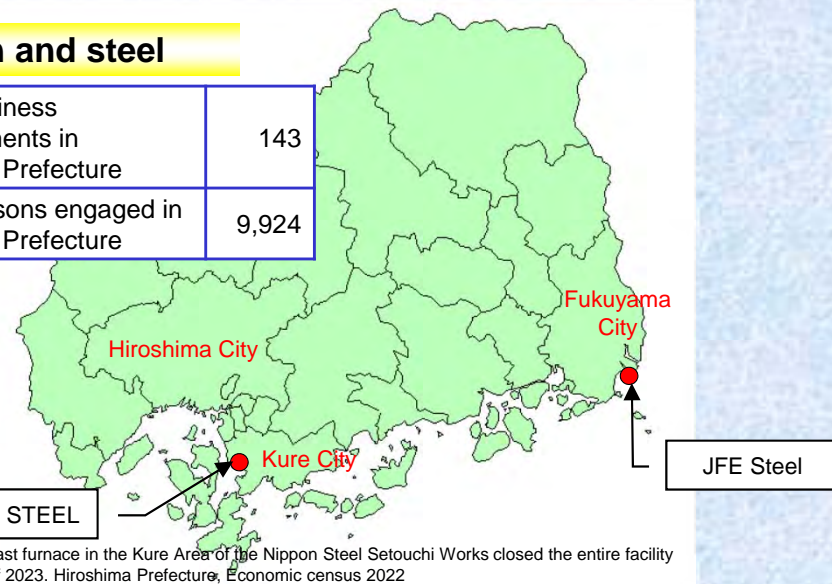 and steel
iness
ents in
Prefecture
143
sons engaged in
Prefecture
9,924
Fukuyama
City
Hiroshima City
Kure City
JFE Steel
STEEL
ast furnace in the Kure Area of the Nippon Steel Setouchi Works closed the entire facility
2023. Hiroshima Prefecture, Economic census 2022